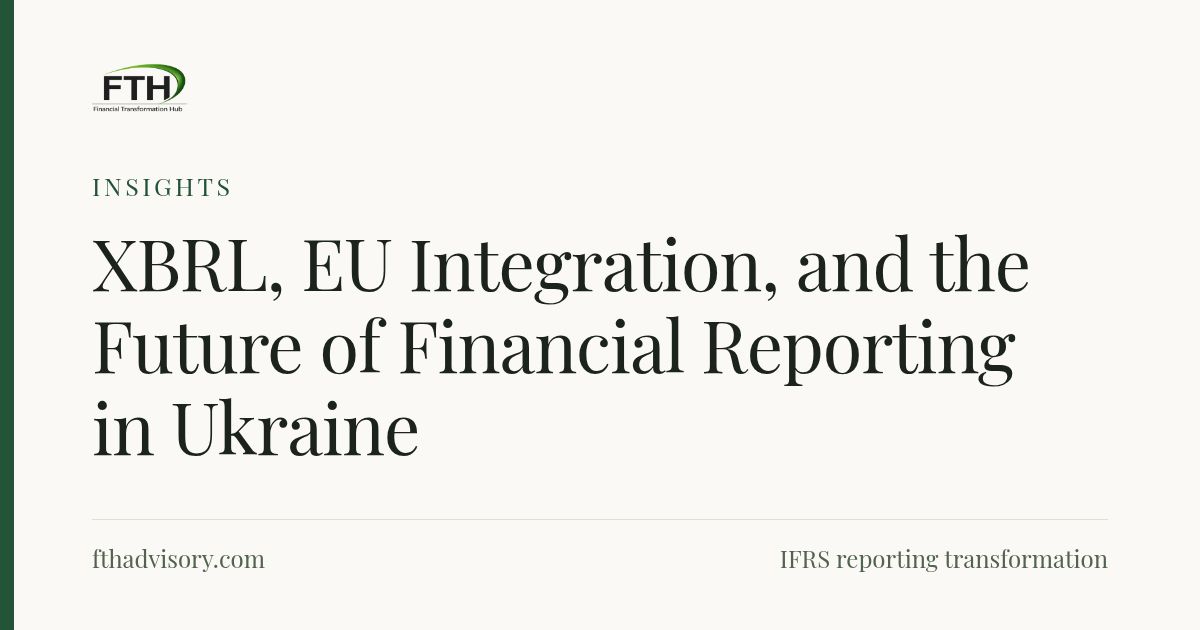 FTH
Financial Transformation Hub
INSIGHTS
XBRL, EU Integration, and the
Future of Financial Reporting
in Ukraine
fthadvisory.com
IFRS reporting transformation